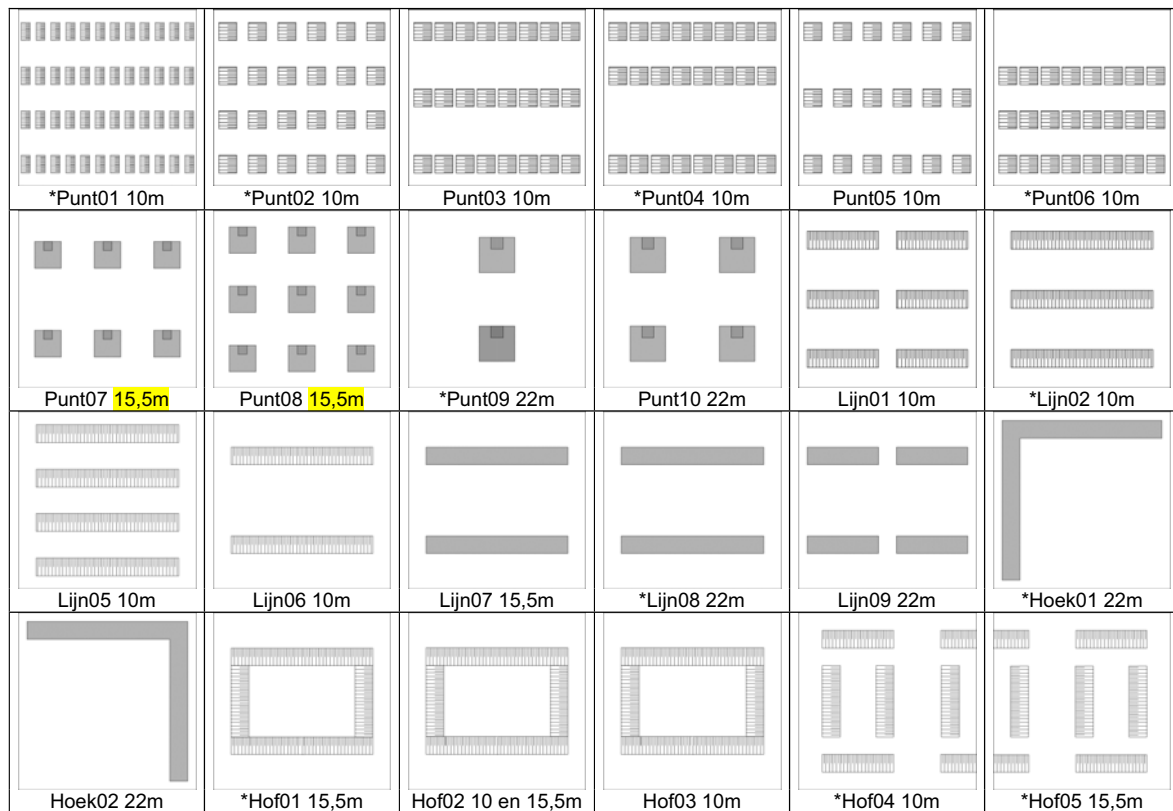 *Punt01 10m *Punt02 10m Punt03 10m *Punt04 10m Punt05 10m *Punt06 10m
Punt07 15,5m Punt08 15,5m *Punt09 22m Punt10 22m Lijn01 10m *Lijn02 10m
Lijn05 10m Lijn06 10m Lijn07 15,5m *Lijn08 22m Lijn09 22m *Hoek01 22m
Hoek02 22m *Hof01 15,5m Hof02 10 en 15,5m Hof03 10m *Hof04 10m *Hof05 15,5m